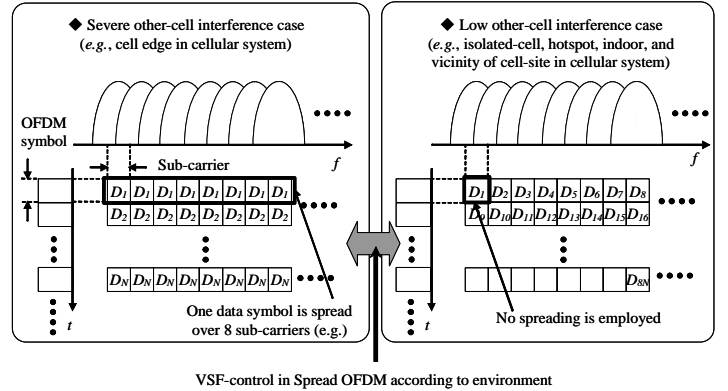 ◆ Severe other-cell interference case
(e.g., cell edge in cellular system)
OFDM
symbol
Sub-carrier
f
D1 D1 D1 D1 D1 D1 D1 D1
D2 D2 D2 D2 D2 D2 D2 D2
DN DN DN DN DN DN DN DN
One data symbol is spread
over 8 sub-carriers (e.g.)
t
◆ Low other-cell interference case
(e.g., isolated-cell, hotspot, indoor, and
vicinity of cell-site in cellular system)
f
D1 D2 D3 D4 D5 D6 D7 D8
D9 D10 D11 D12 D13 D14 D15 D16
D8N
No spreading is employed
t
VSF-control in Spread OFDM according to environment